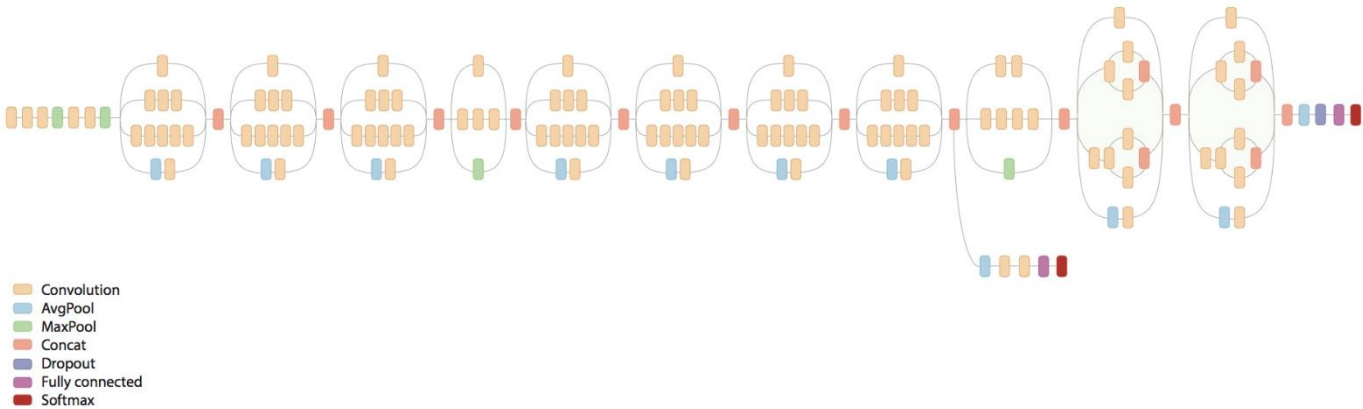 Convolution
AvgPool
MaxPool
Concat
Dropout
Fully connected
Softmax